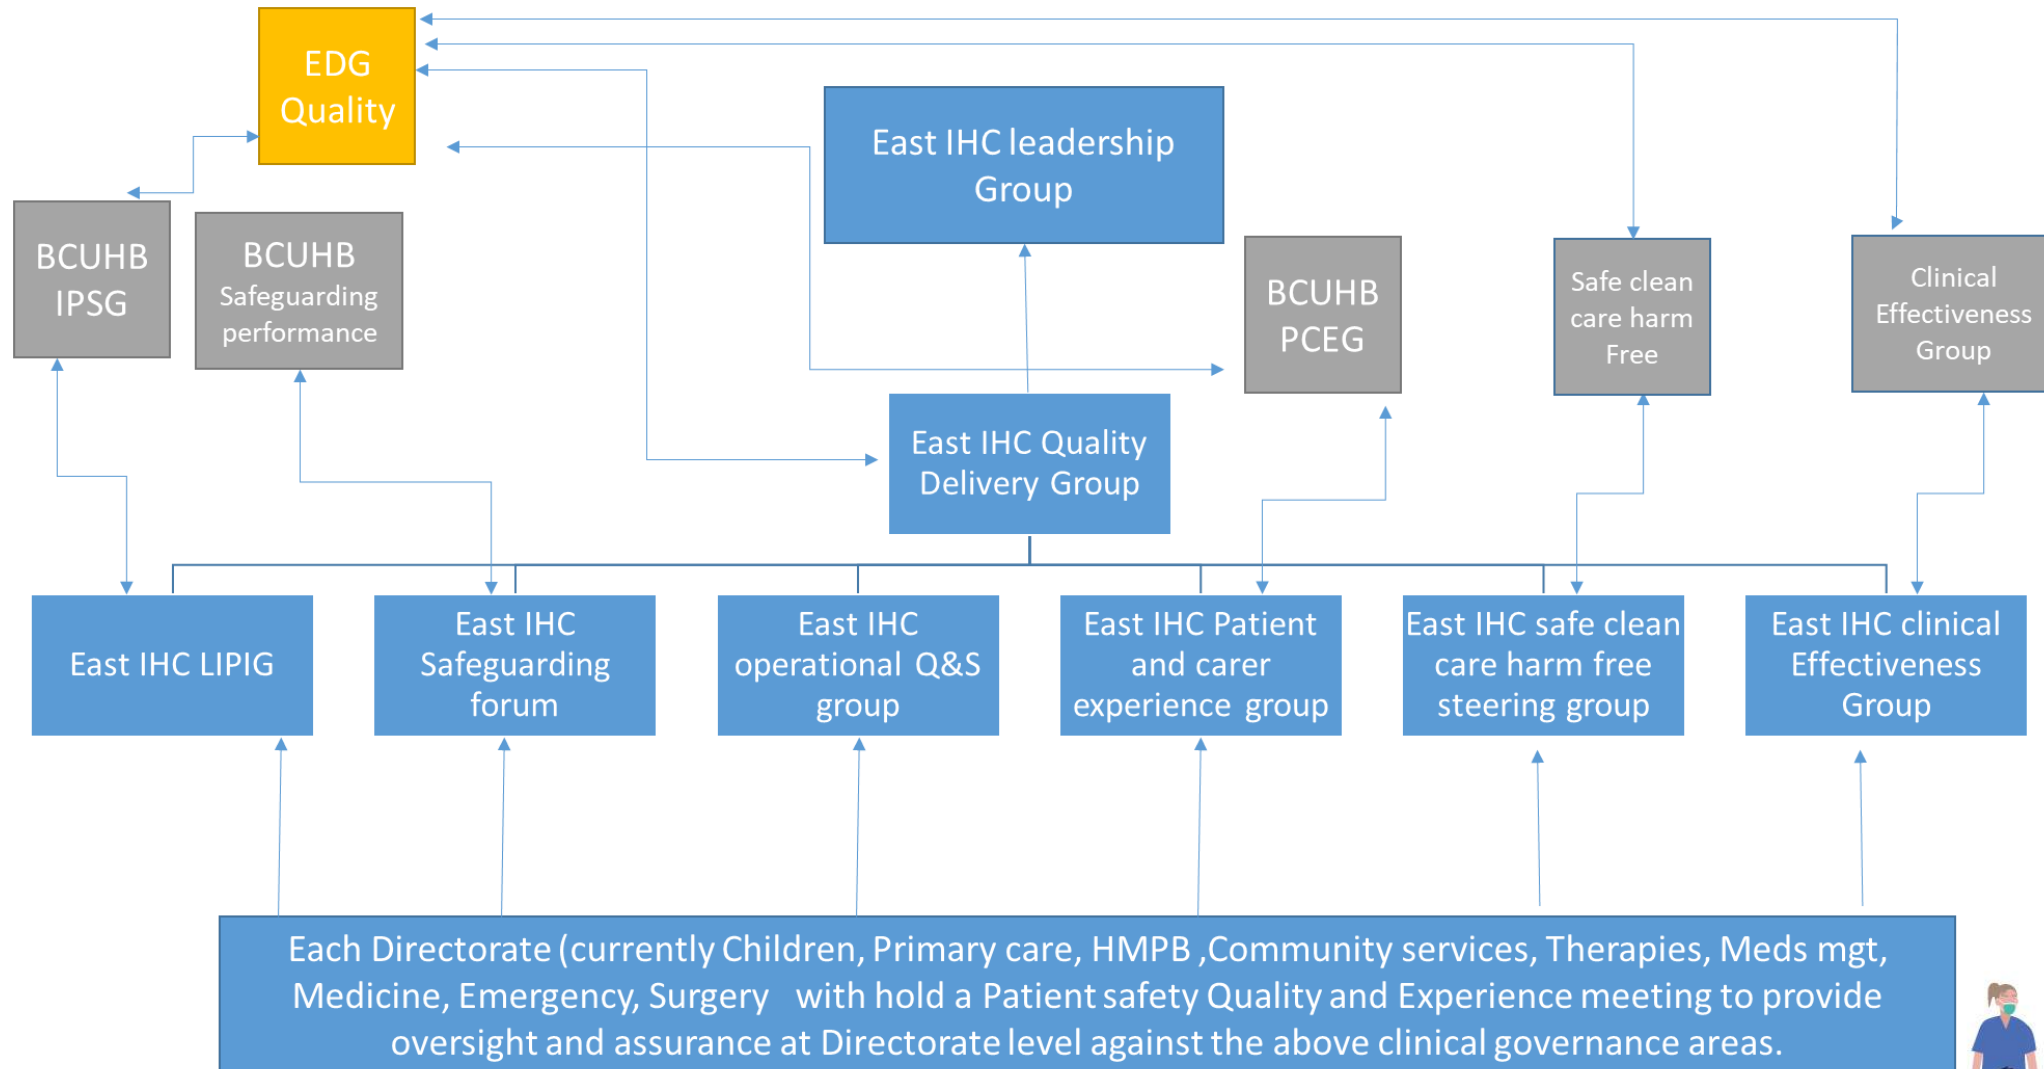 EDG
Quality
East IHC leadership
Group
BCUHB
IPSG
BCUHB
Safeguarding
performance
BCUHB
PCEG
Safe clean
care harm
Free
Clinical
Effectiveness
Group
East IHC Quality
Delivery Group
East IHC LIPIG
East IHC
Safeguarding
forum
East IHC
operational Q&S
group
East IHC Patient
and carer
experience group
East IHC safe clean
care harm free
steering group
East IHC clinical
Effectiveness
Group
Each Directorate (currently Children, Primary care, HMPB ,Community services, Therapies, Meds mgt,
Medicine, Emergency, Surgery with hold a Patient safety Quality and Experience meeting to provide
oversight and assurance at Directorate level against the above clinical governance areas.